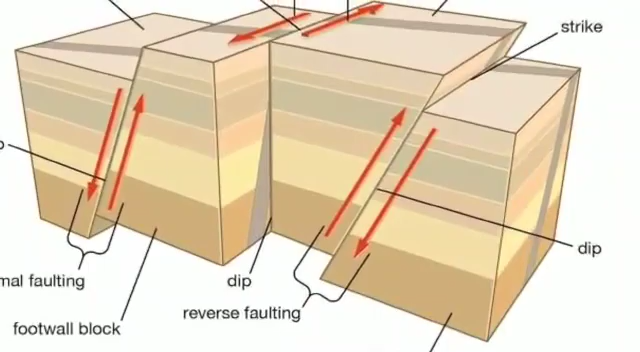 strike
dip
mal faulting
dip
reverse faulting
footwall block